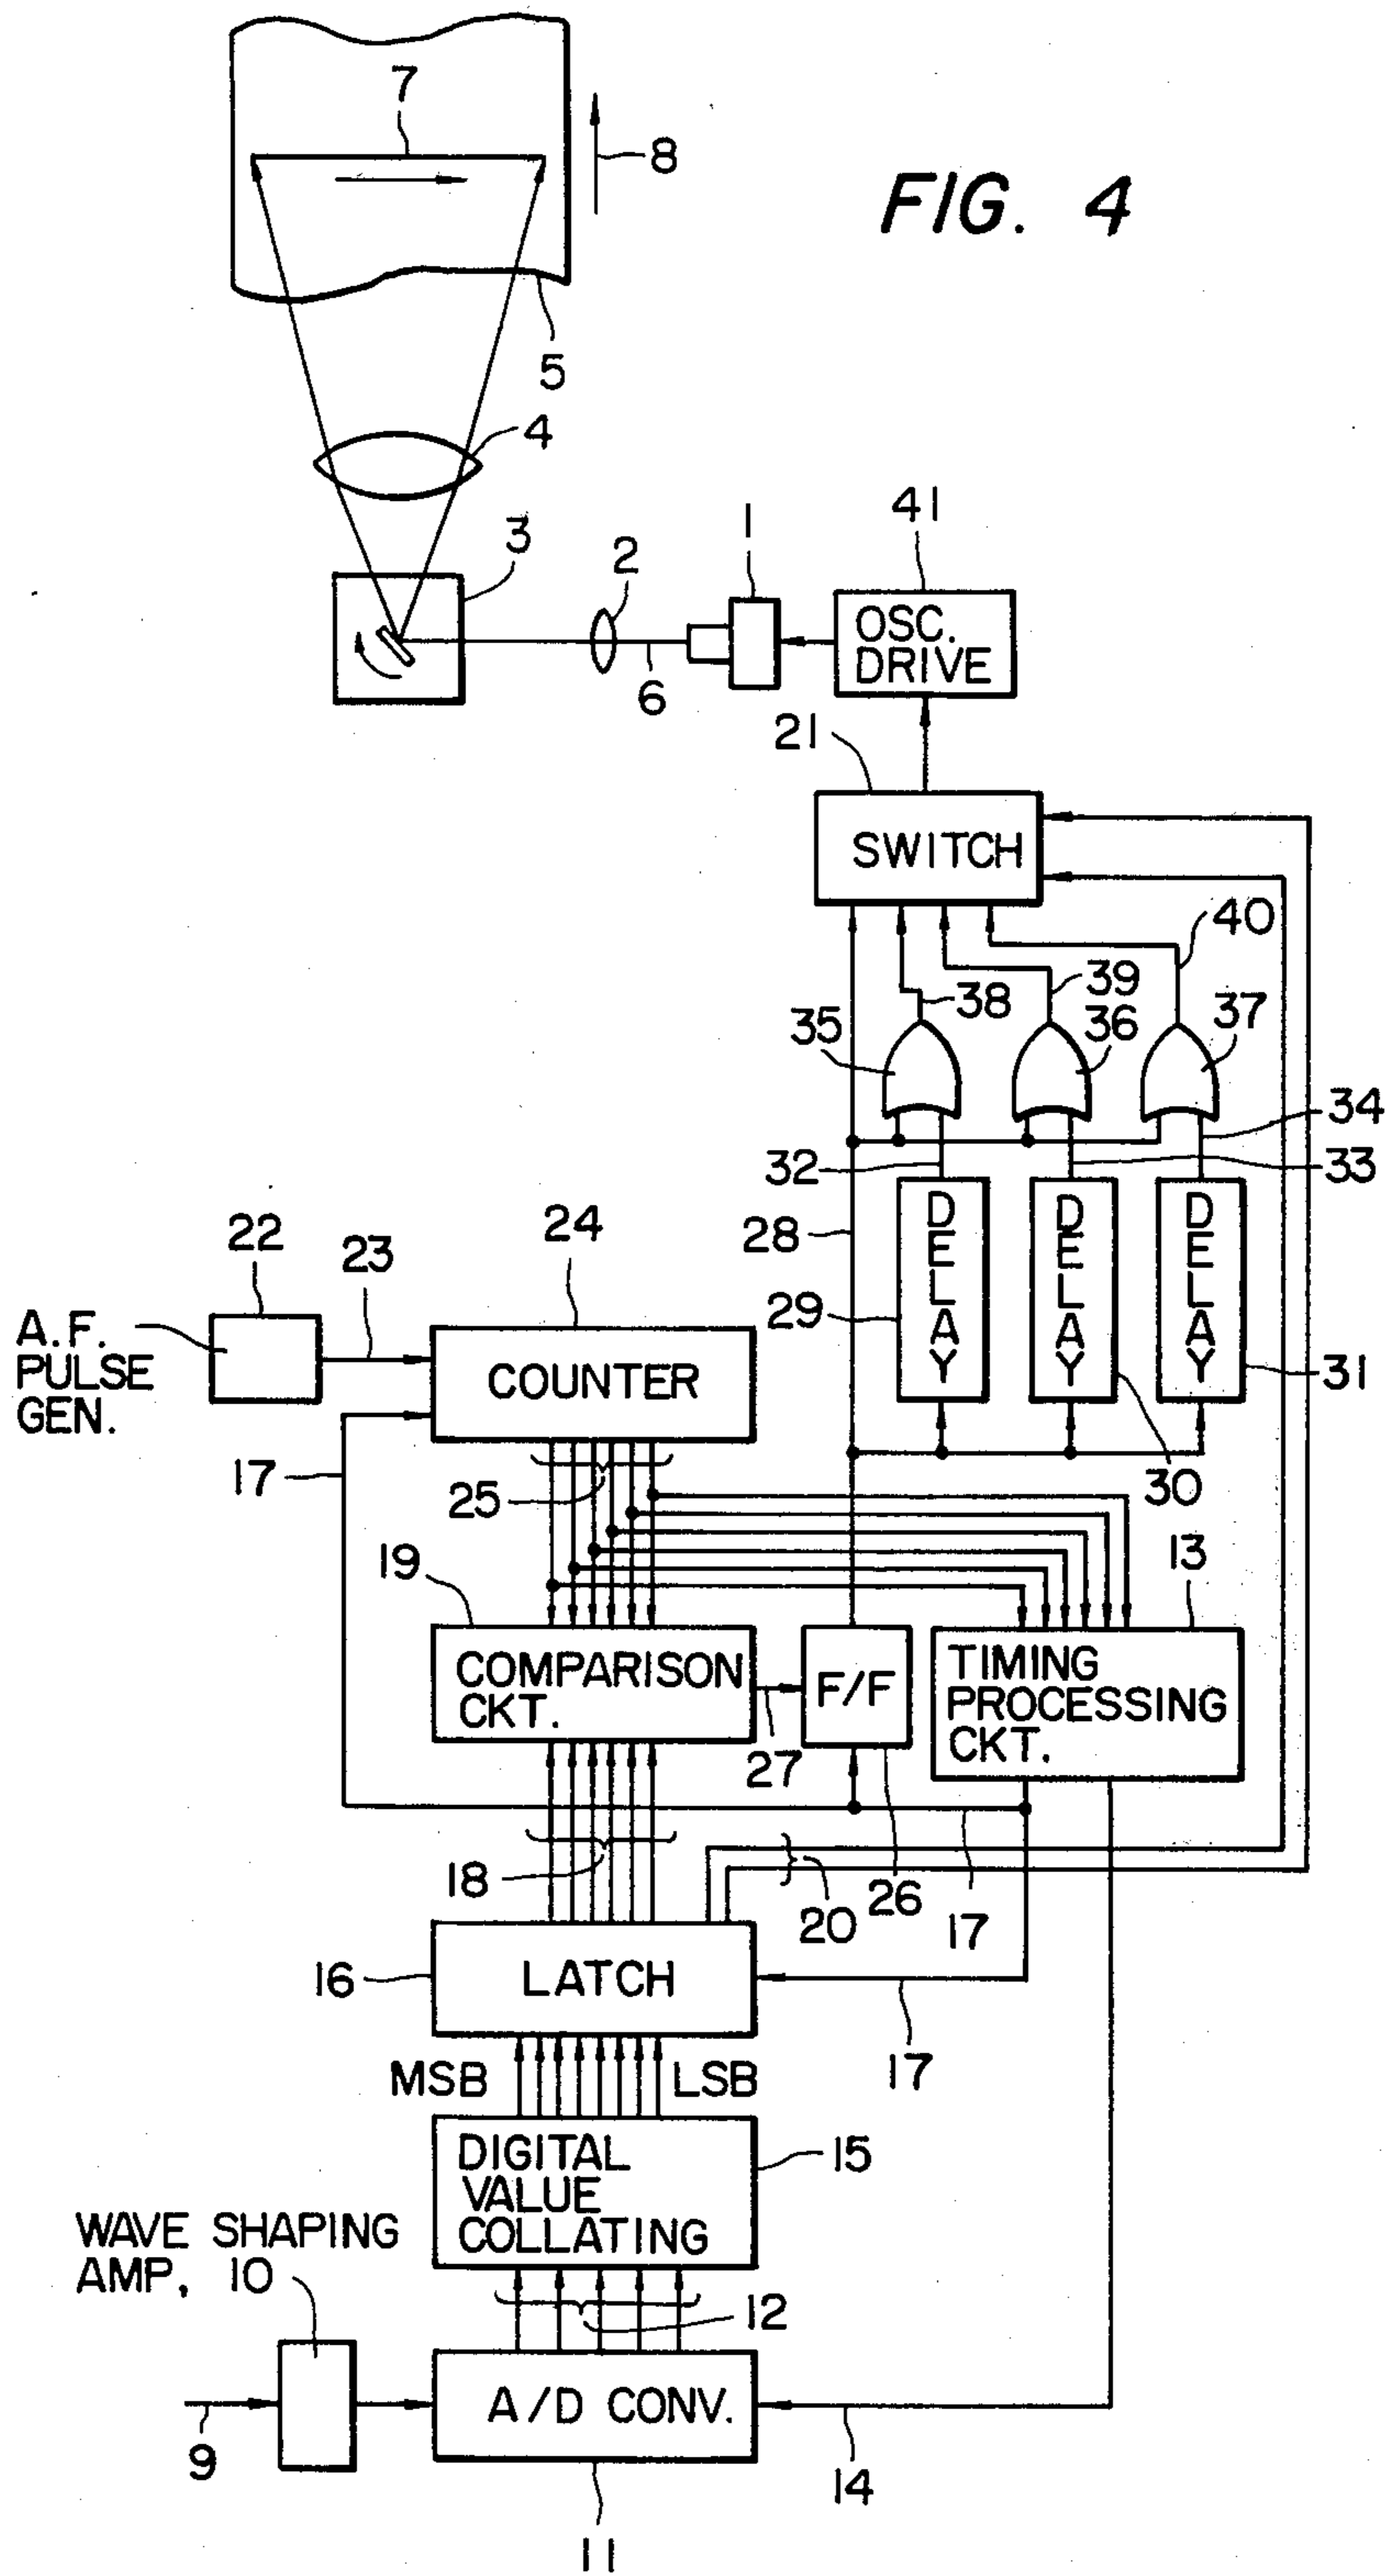 7
8
FIG. 4
5
4
3
2
1
41
OSC.
DRIVE
6
21
SWITCH
40
39
38
35
36
37
34
32
33
28
24
22
23
DELAY
DELAY
DELAY
29
A.F.
PULSE
GEN.
COUNTER
31
17
25
30
19
13
COMPARISON
CKT.
F/F
TIMING
PROCESSING
CKT.
27
18
20
26
17
16
LATCH
17
MSB
LSB
DIGITAL
VALUE
COLLATING
15
WAVE SHAPING
AMP, 10
12
A/D CONV.
9
14
11